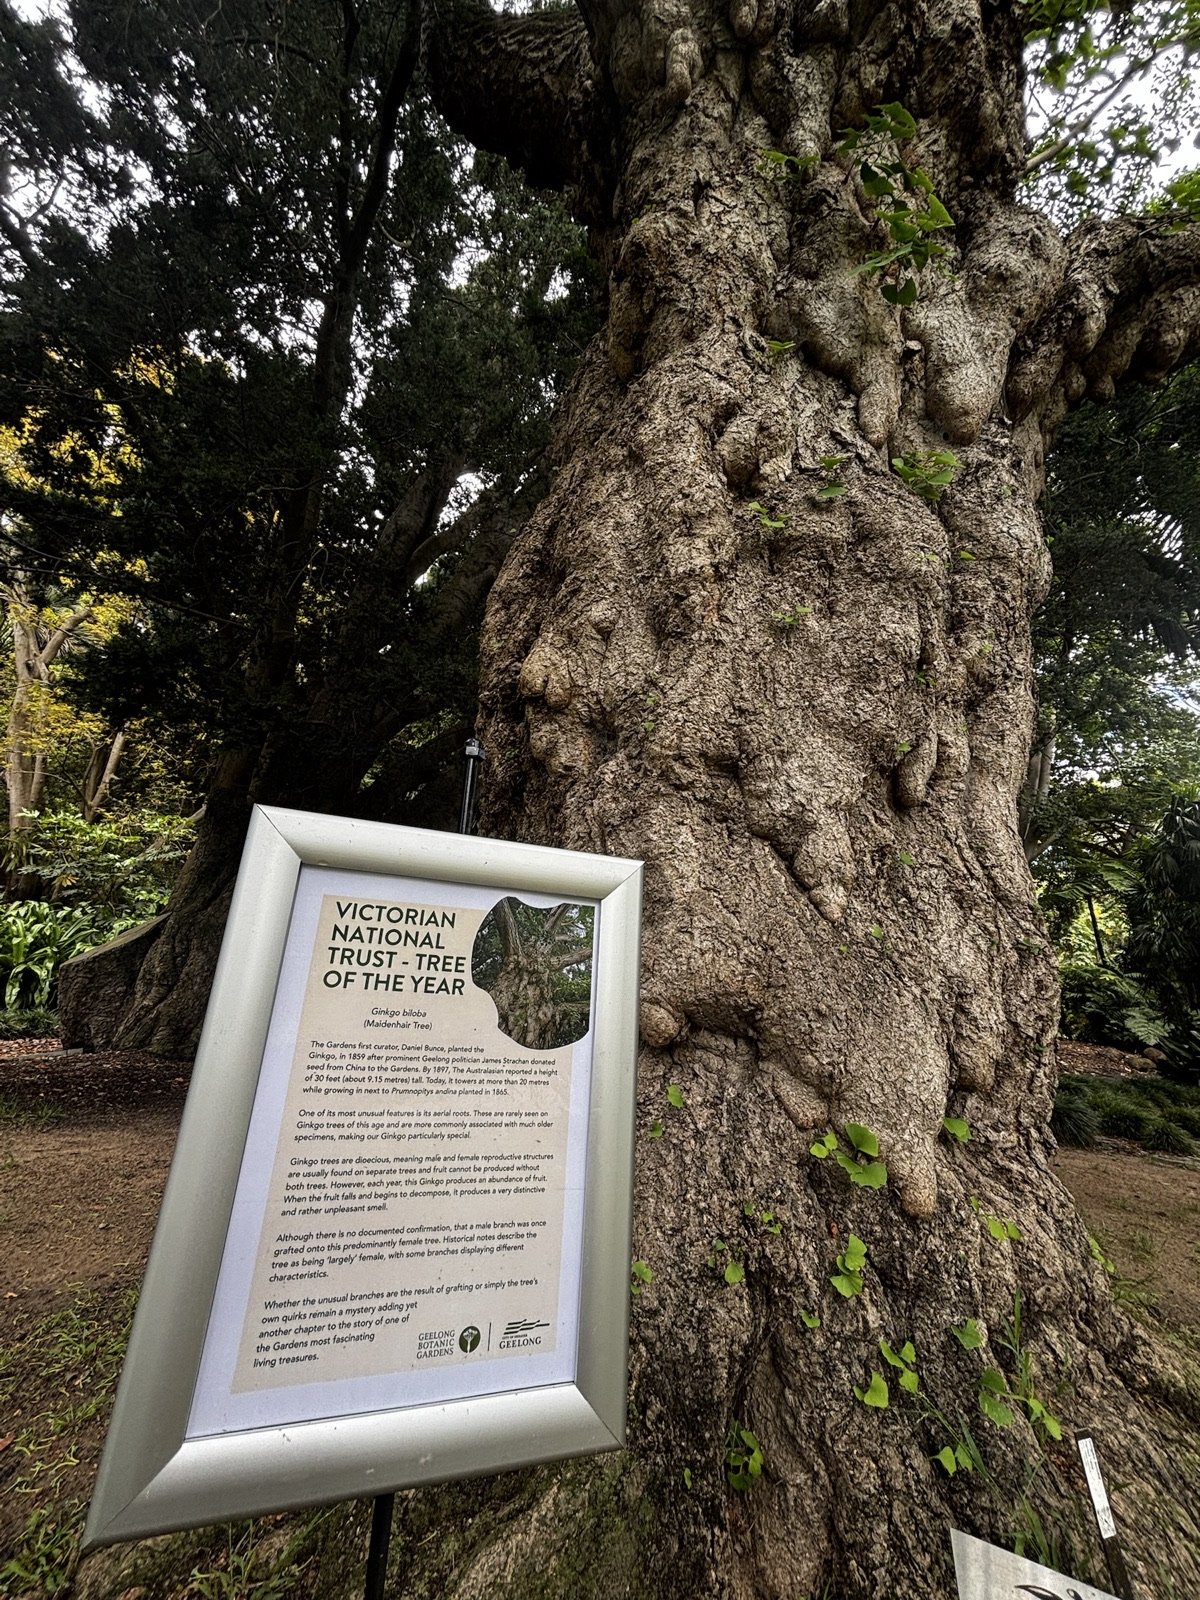 VICTORIAN
NATIONAL
TRUST - TREE
OF THE YEAR
Ginkgo biloba
(Maidenhair Tree)
The Gardens first curator, Daniel Bunce, planted the
Ginkgo, in 1859 after prominent Geelong politician James Strachan donated
seed from China to the Gardens. By 1897, The Australasian reported a height
of 30 feet (about 9.15 metres) tall. Today, it towers at more than 20 metres
while growing in next to Prumnopitys andina planted in 1865.
One of its most unusual features is its aerial roots. These are rarely seen on
Ginkgo trees of this age and are more commonly associated with much older
specimens, making our Ginkgo particularly special.
Ginkgo trees are dioecious, meaning male and female reproductive structures
are usually found on separate trees and fruit cannot be produced without
both trees. However, each year, this Ginkgo produces an abundance of fruit.
When the fruit falls and begins to decompose, it produces a very distinctive
and rather unpleasant smell.
Although there is no documented confirmation, that a male branch was once
grafted onto this predominantly female tree. Historical notes describe the
tree as being 'largely' female, with some branches displaying different
characteristics.
Whether the unusual branches are the result of grafting or simply the tree's
own quirks remain a mystery adding yet
another chapter to the story of one of
the Gardens most fascinating
living treasures.
GEELONG
BOTANIC
GARDENS
CITY OF GREATER
GEELONG